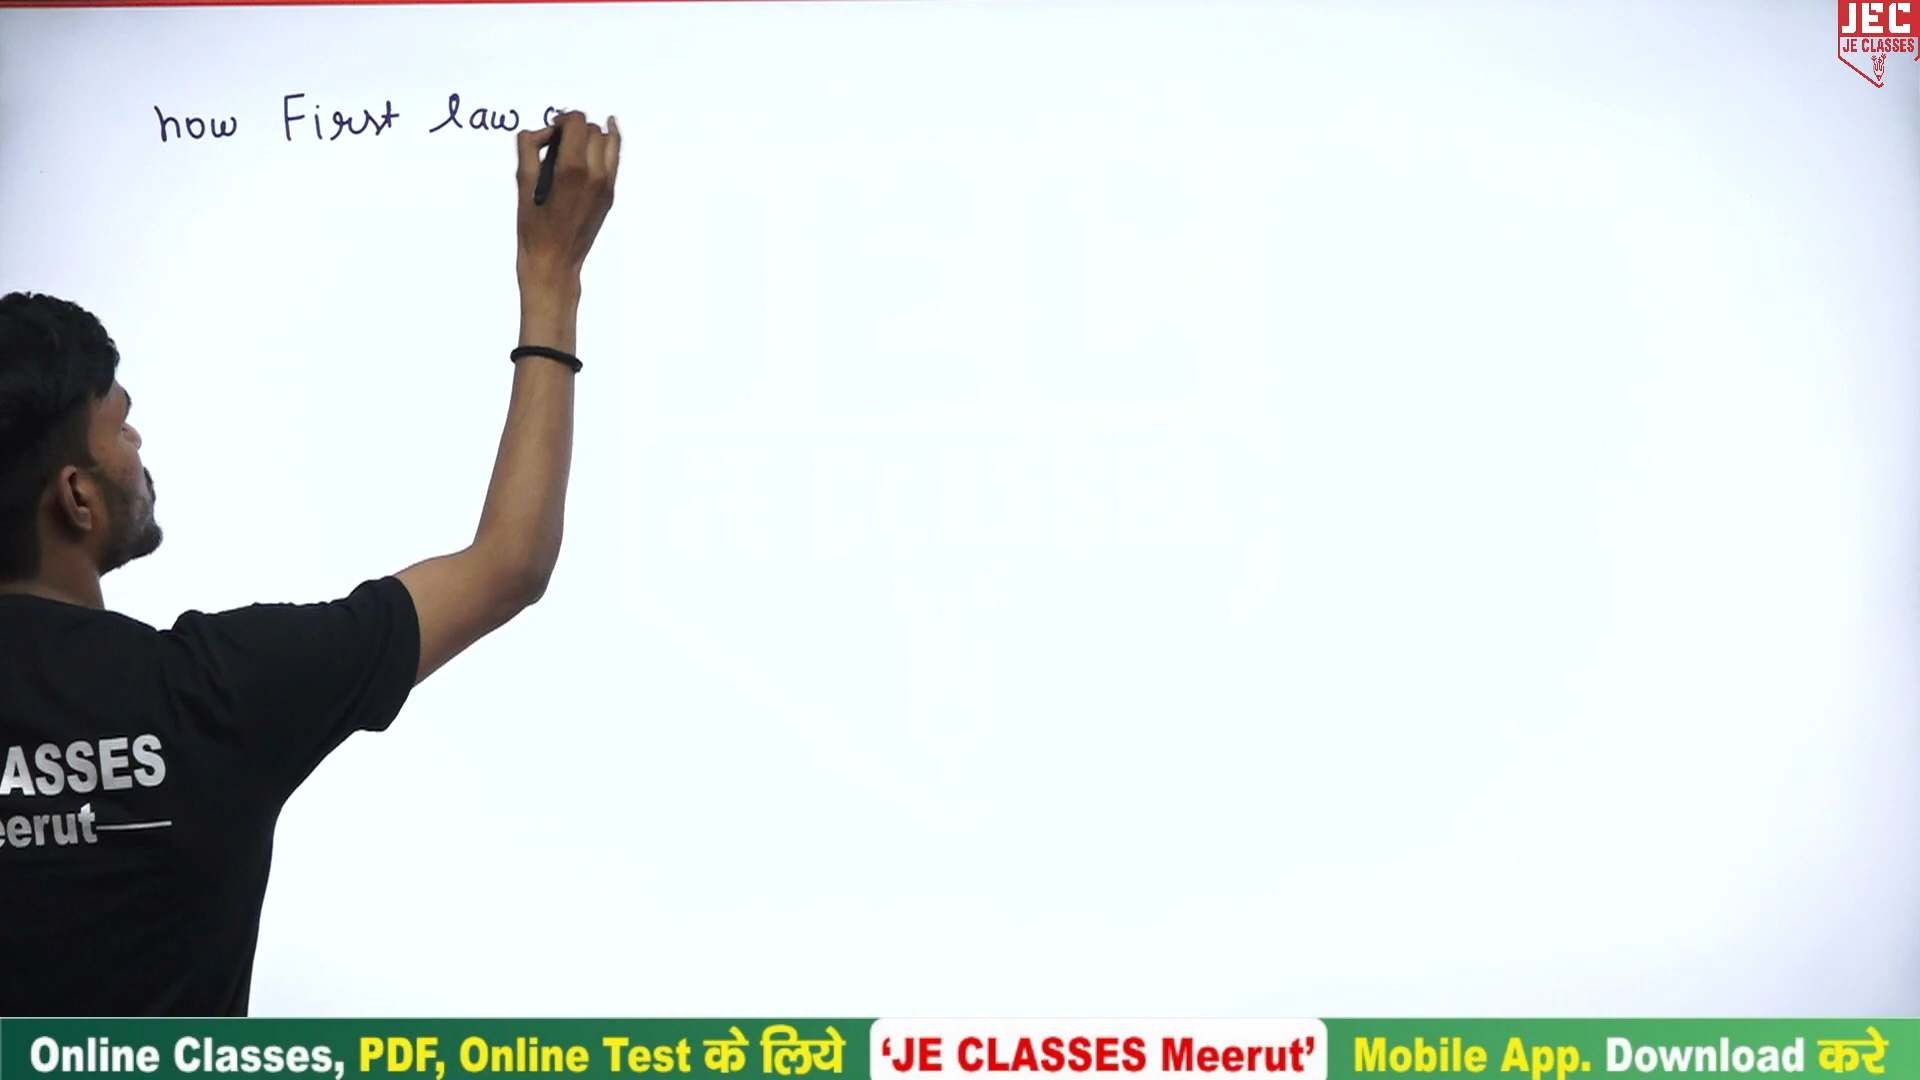 JEC
JE CLASSES
how First law
ASSES
eerut
Online Classes, PDF, Online Test के लिये 'JE CLASSES Meerut' Mobile App. Download करे